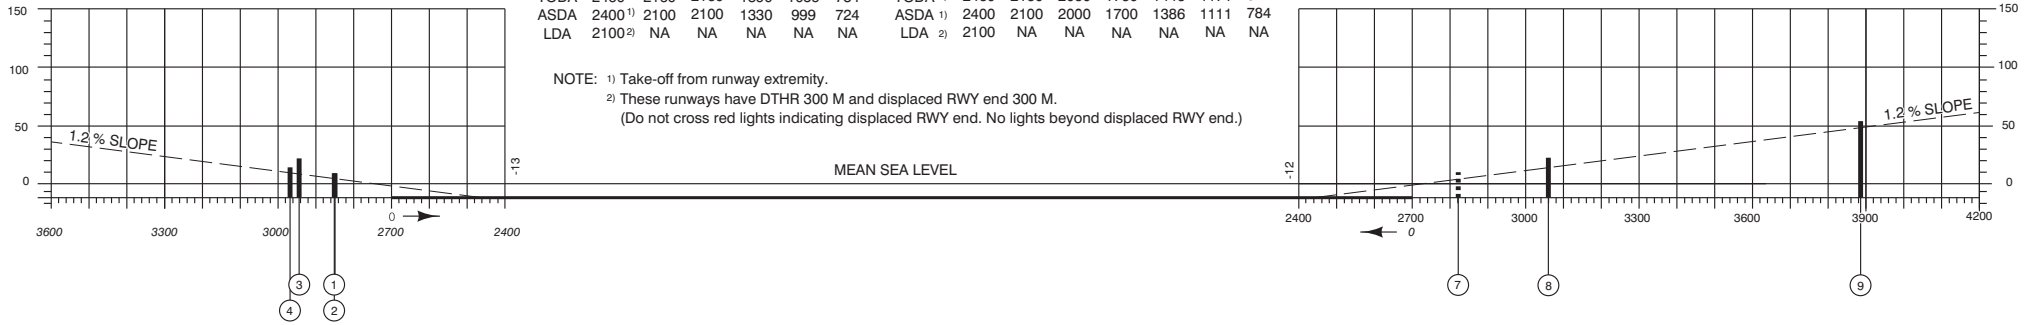 150
100
50
0
1.2 % SLOPE
-13
ASDA 2400 1) 2100 2100 1330 999 724
LDA 2100 2) NA NA NA NA NA
ASDA 1) 2400 2100 2000 1700 1386 1111 784
LDA 2) 2100 NA NA NA NA NA NA
NOTE: 1) Take-off from runway extremity.
2) These runways have DTHR 300 M and displaced RWY end 300 M.
(Do not cross red lights indicating displaced RWY end. No lights beyond displaced RWY end.)
MEAN SEA LEVEL
-12
1.2 % SLOPE
150
100
50
0
0
3600 3300 3000 2700 2400
2400 2700 3000 3300 3600 3900 4200
0
3 1
4 2
7 8 9